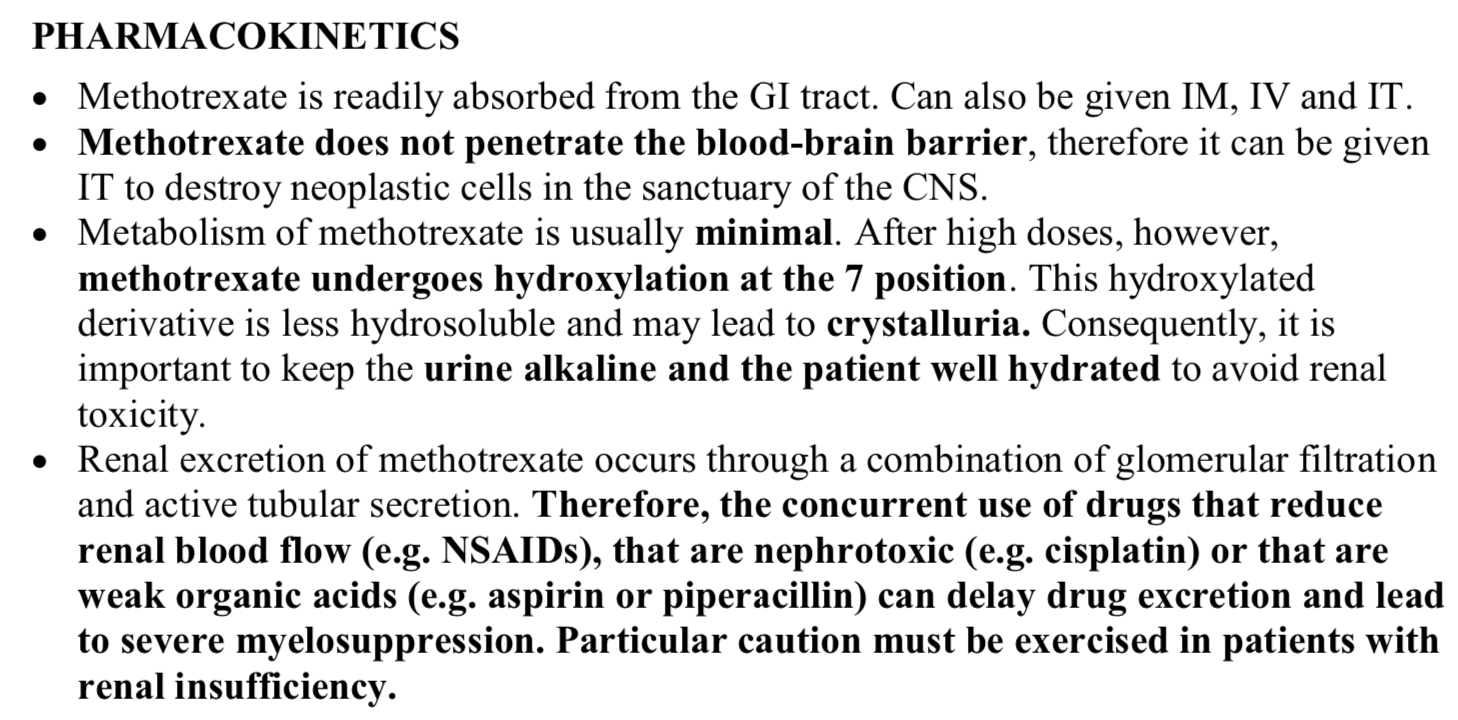 PHARMACOKINETICS
• Methotrexate is readily absorbed from the GI tract. Can also be given IM, IV and IT.
• Methotrexate does not penetrate the blood-brain barrier, therefore it can be given
IT to destroy neoplastic cells in the sanctuary of the CNS.
• Metabolism of methotrexate is usually minimal. After high doses, however,
methotrexate undergoes hydroxylation at the 7 position. This hydroxylated
derivative is less hydrosoluble and may lead to crystalluria. Consequently, it is
important to keep the urine alkaline and the patient well hydrated to avoid renal
toxicity.
• Renal excretion of methotrexate occurs through a combination of glomerular filtration
and active tubular secretion. Therefore, the concurrent use of drugs that reduce
renal blood flow (e.g. NSAIDs), that are nephrotoxic (e.g. cisplatin) or that are
weak organic acids (e.g. aspirin or piperacillin) can delay drug excretion and lead
to severe myelosuppression. Particular caution must be exercised in patients with
renal insufficiency.